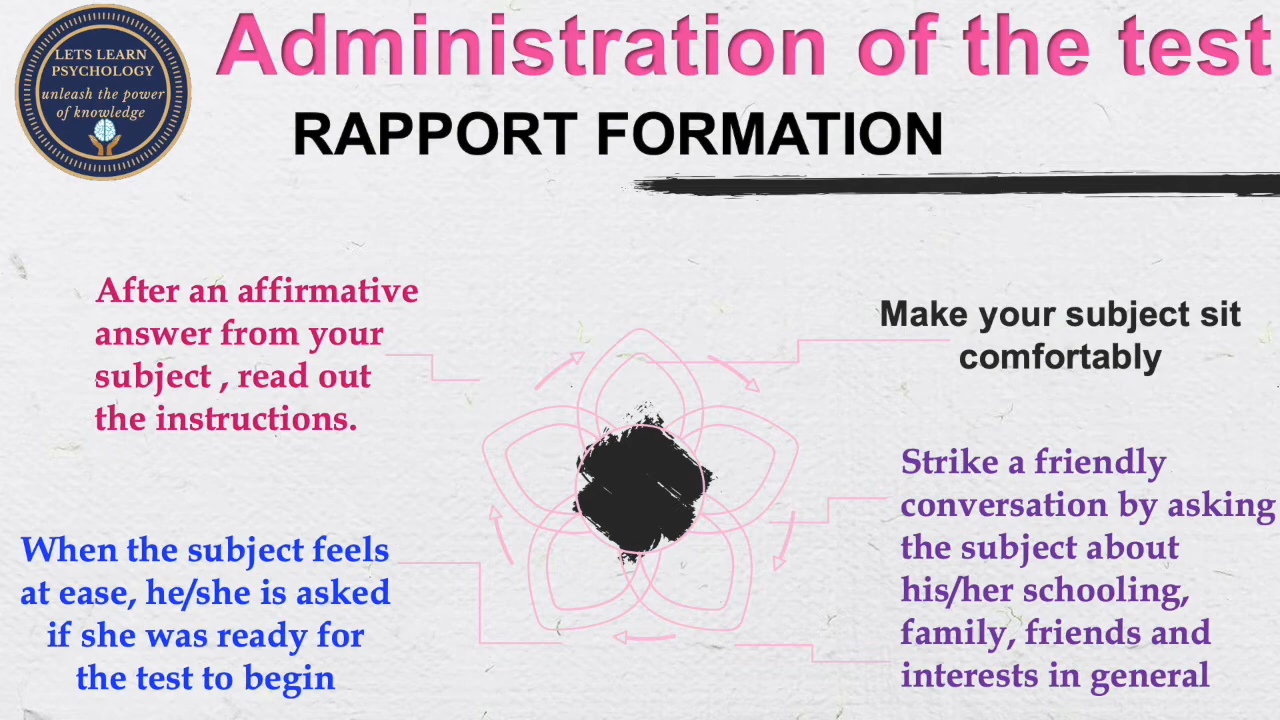 LETS LEARN
PSYCHOLOGY
unleash the power
of knowledge
Administration of the test
RAPPORT FORMATION
Make your subject sit
comfortably
Strike a friendly
conversation by asking
the subject about
his/her schooling,
family, friends and
interests in general
When the subject feels
at ease, he/she is asked
if she was ready for
the test to begin
After an affirmative
answer from your
subject , read out
the instructions.